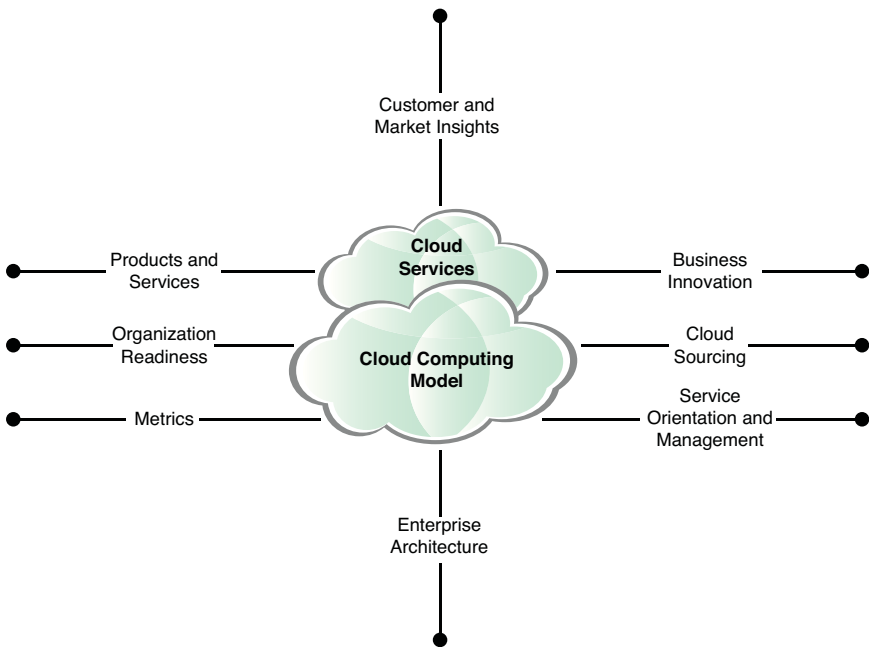 Customer and
Market Insights
Cloud
Services
Products and
Services
Business
Innovation
Organization
Readiness
Cloud
Sourcing
Cloud Computing
Model
Metrics
Service
Orientation and
Management
Enterprise
Architecture